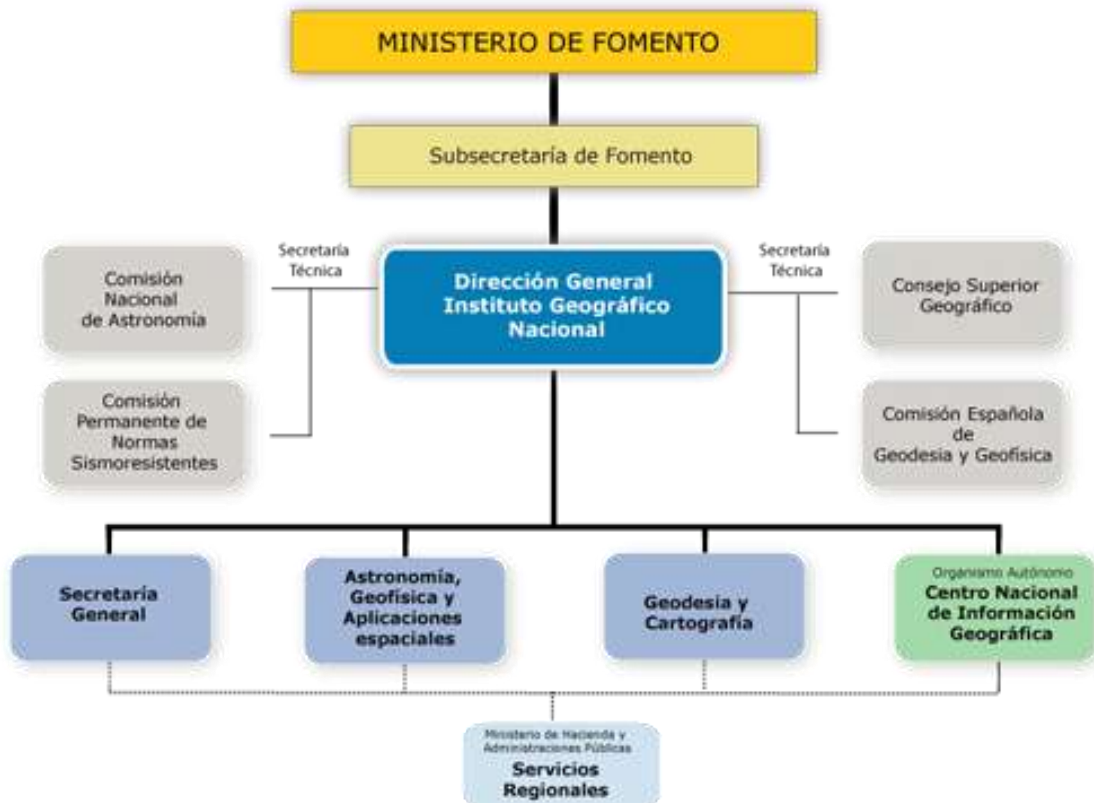 MINISTERIO DE FOMENTO
Subsecretaría de Fomento
Secretaría
Técnica
Secretaría
Técnica
Comisión
Nacional
de Astronomía
Dirección General
Instituto Geográfico
Nacional
Consejo Superior
Geográfico
Comisión
Permanente de
Normas
Sismoresistentes
Comisión Española
de
Geodesia y Geofísica
Secretaría
General
Astronomía,
Geofísica y
Aplicaciones
espaciales
Geodesia y
Cartografía
Organismo Autónomo
Centro Nacional
de Información
Geográfica
Ministerio de Hacienda y
Administraciones Públicas
Servicios
Regionales